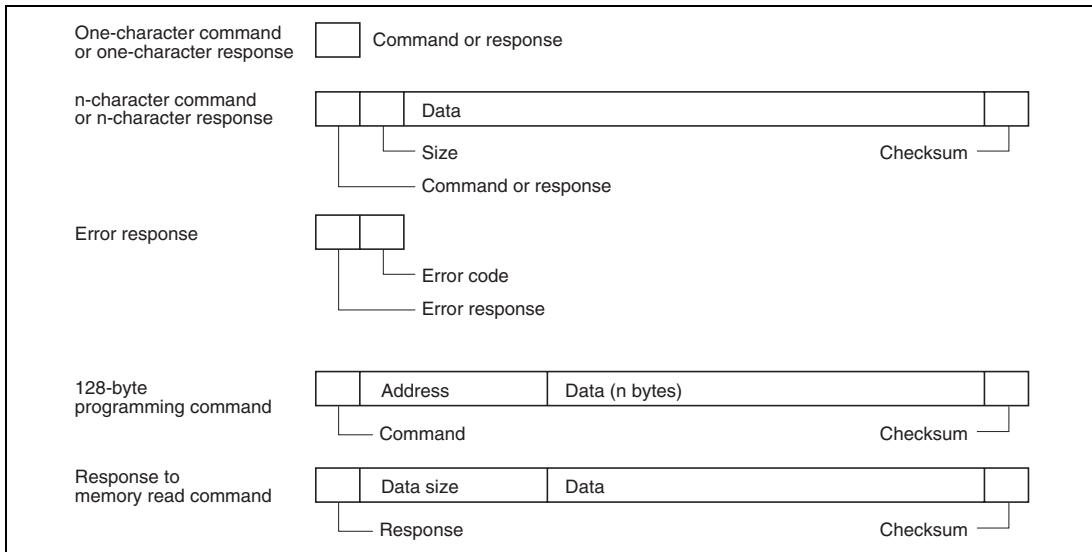 One-character command
or one-character response
Command or response
n-character command
or n-character response
Data
Size
Checksum
Command or response
Error response
Error code
Error response
128-byte
programming command
Address
Data (n bytes)
Command
Checksum
Response to
memory read command
Data size
Data
Response
Checksum